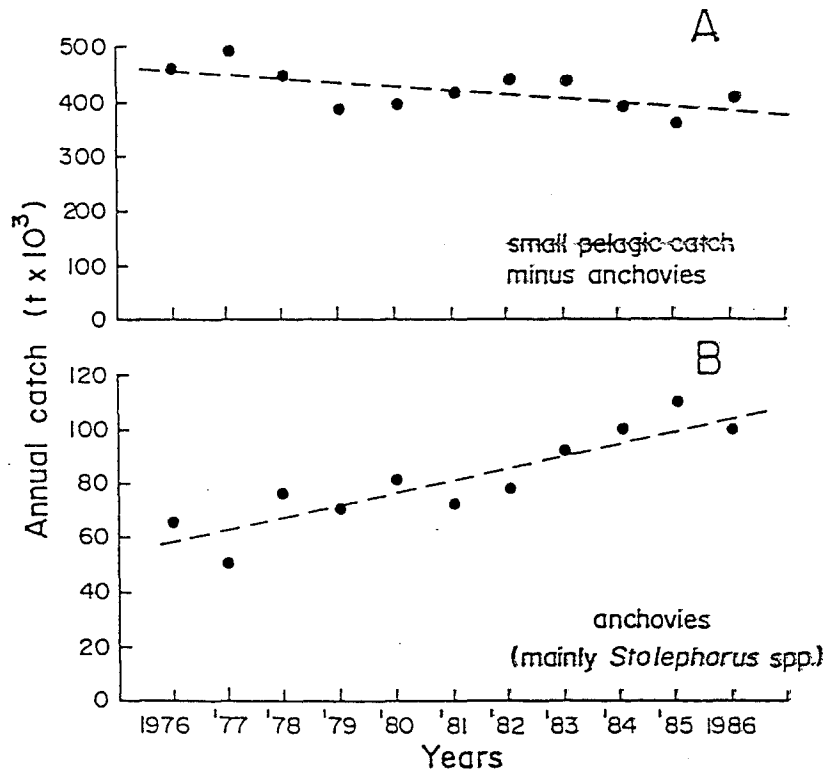 A
500
400
300
200
100
0
small pelagic catch
minus anchovies
B
120
100
80
60
40
20
0
anchovies
(mainly Stolephorus spp.)
1976 '77 '78 '79 '80 '81 '82 '83 '84 '85 1986
Years
Annual catch (t x 10³)